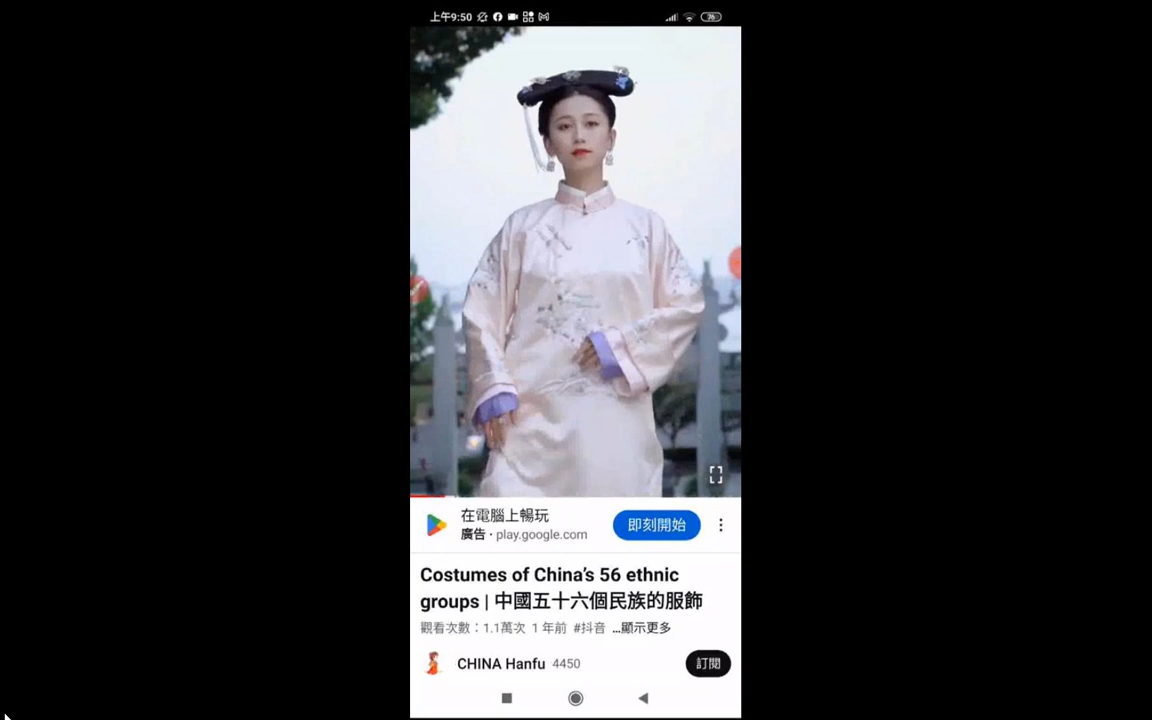 上午9:50
76
在電腦上暢玩
廣告 · play.google.com
即刻開始
Costumes of China’s 56 ethnic
groups | 中國五十六個民族的服飾
觀看次數：1.1萬次 1 年前 #抖音 ...顯示更多
CHINA Hanfu 4450
訂閱